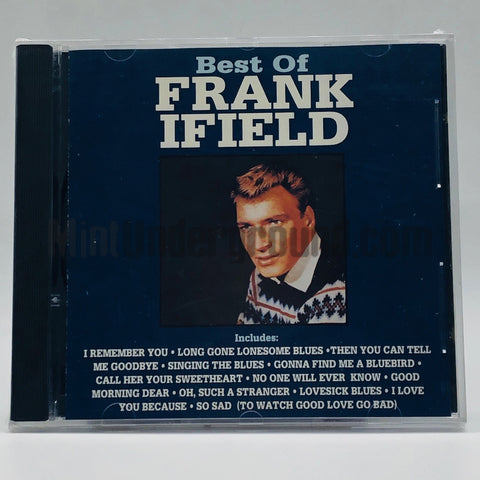 Best Of
FRANK
IFIELD
MintUnderground.com
Includes:
I REMEMBER YOU • LONG GONE LONESOME BLUES • THEN YOU CAN TELL
ME GOODBYE • SINGING THE BLUES • GONNA FIND ME A BLUEBIRD •
CALL HER YOUR SWEETHEART • NO ONE WILL EVER KNOW • GOOD
MORNING DEAR • OH, SUCH A STRANGER • LOVESICK BLUES • I LOVE
YOU BECAUSE • SO SAD (TO WATCH GOOD LOVE GO BAD)